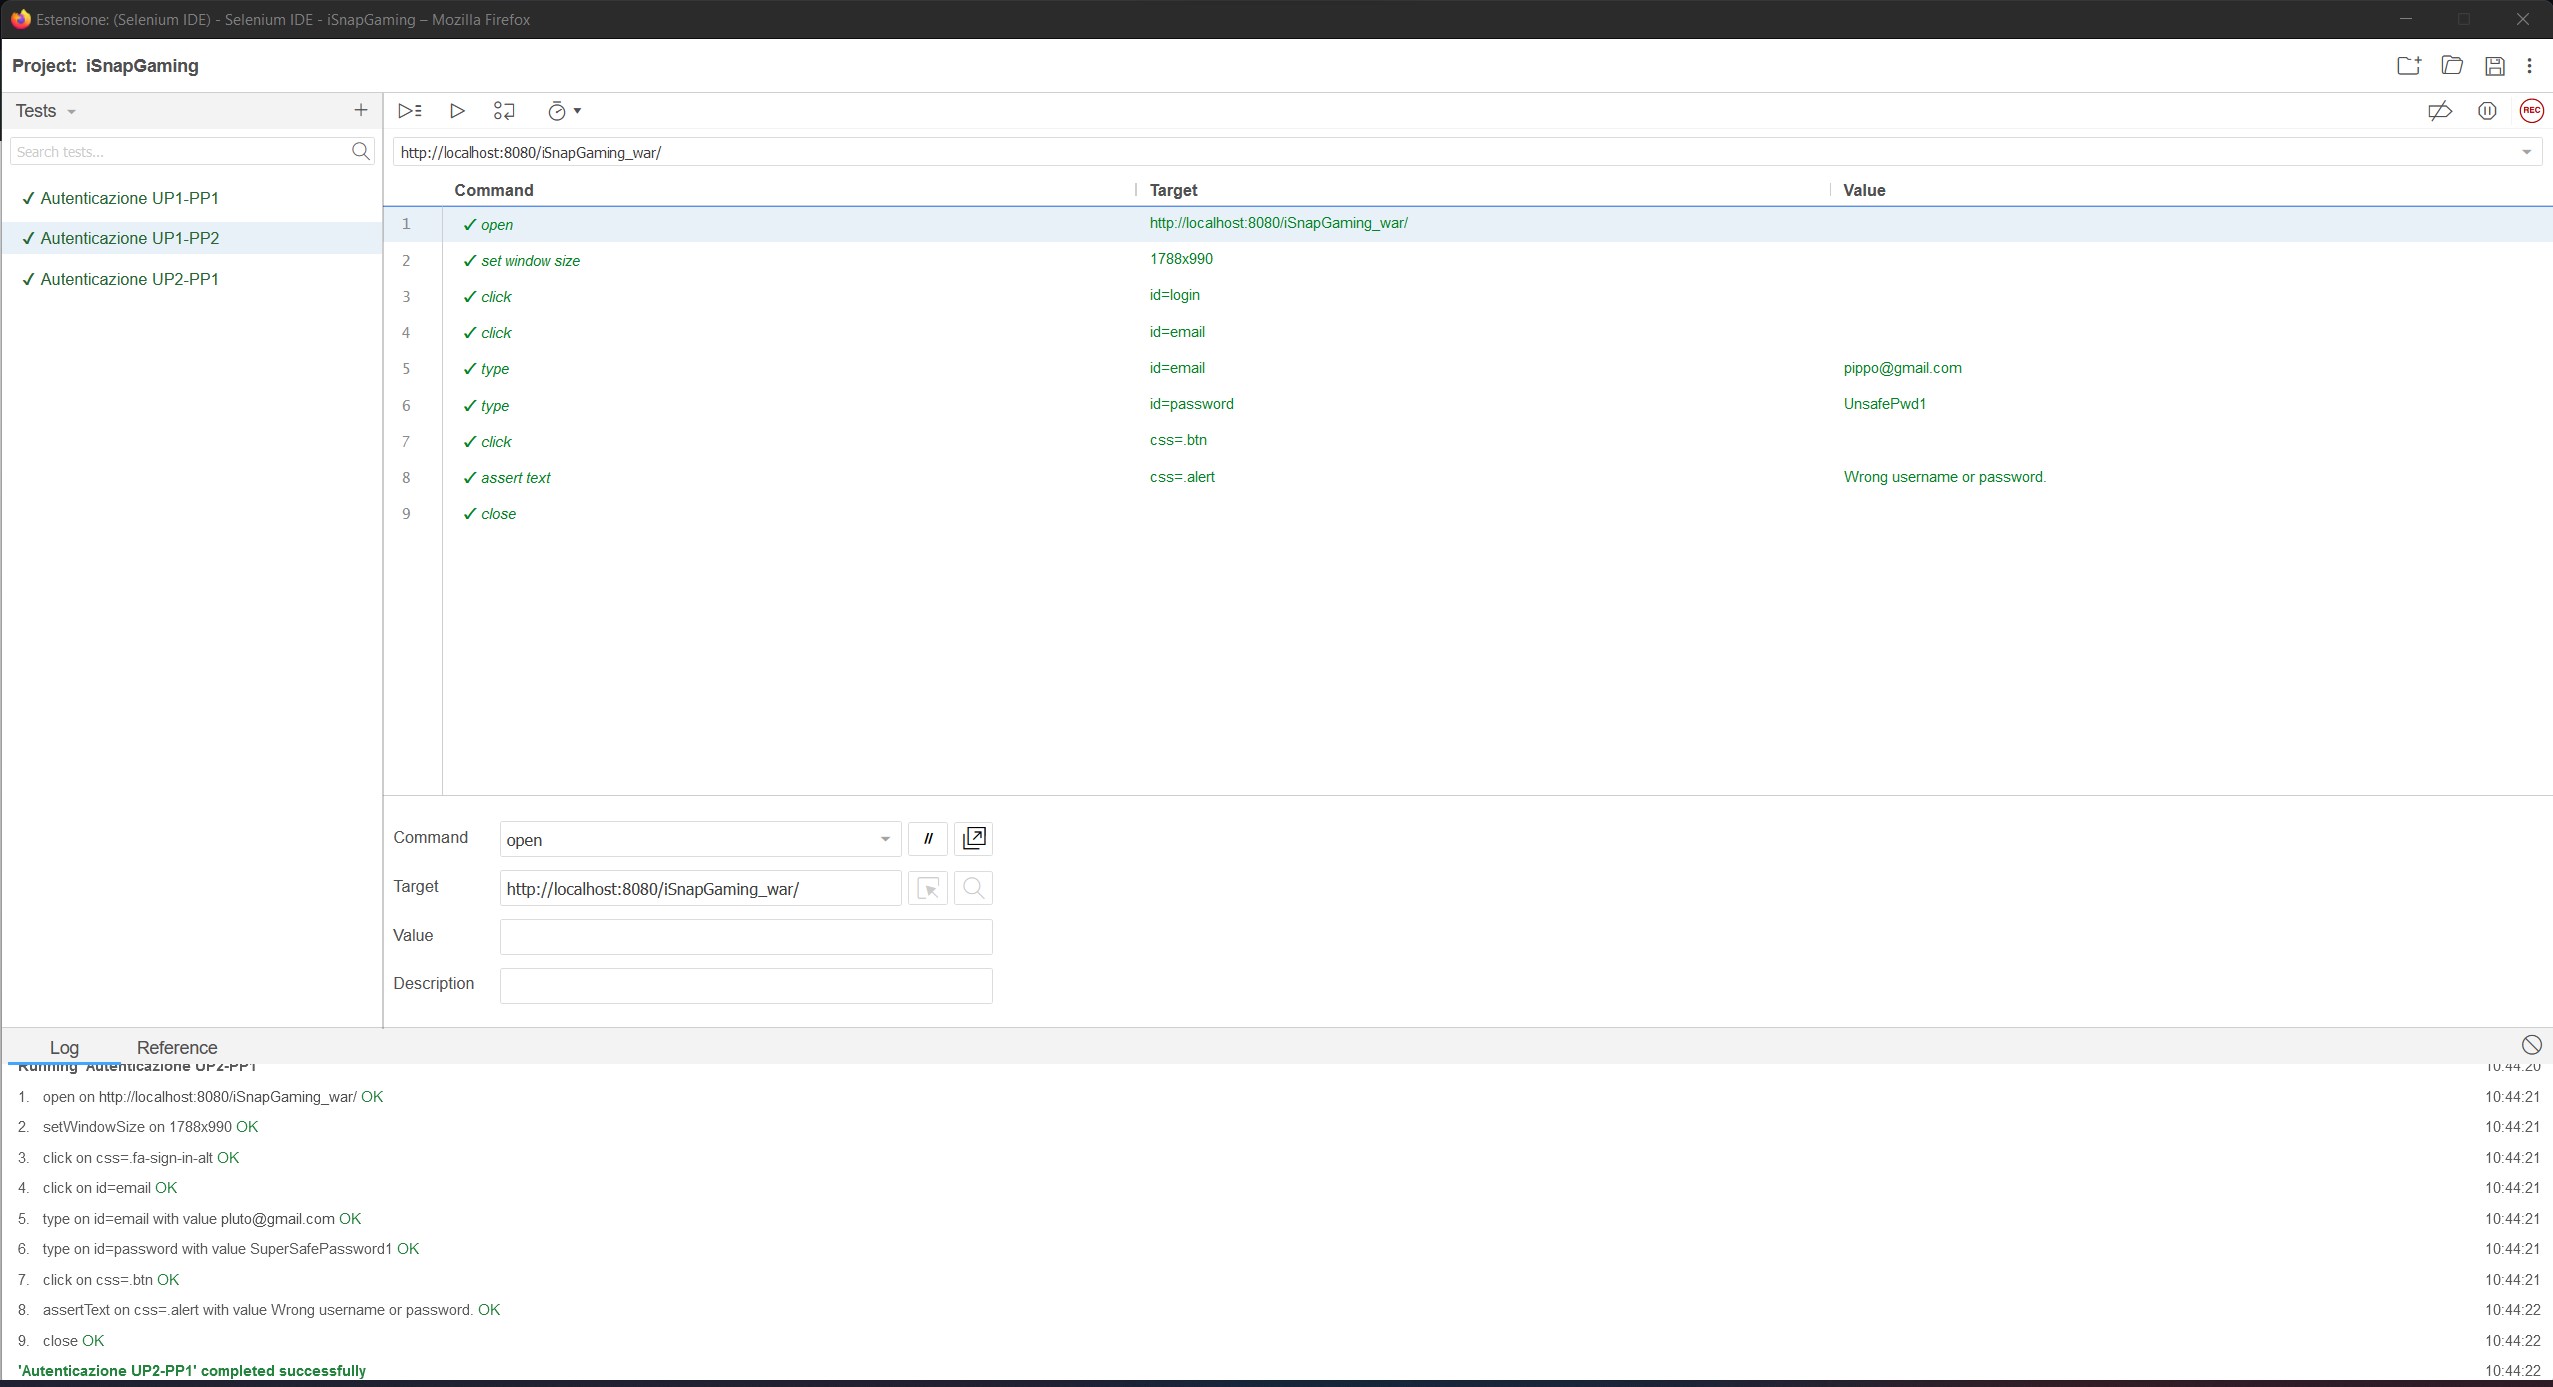 Estensione: (Selenium IDE) - Selenium IDE - iSnapGaming – Mozilla Firefox
Project: iSnapGaming
Tests
Search tests...
✓ Autenticazione UP1-PP1
✓ Autenticazione UP1-PP2
✓ Autenticazione UP2-PP1
REC
http://localhost:8080/iSnapGaming_war/
Command Target Value
1 ✓ open http://localhost:8080/iSnapGaming_war/
2 ✓ set window size 1788x990
3 ✓ click id=login
4 ✓ click id=email
5 ✓ type id=email pippo@gmail.com
6 ✓ type id=password UnsafePwd1
7 ✓ click css=.btn
8 ✓ assert text css=.alert Wrong username or password.
9 ✓ close
Command open //
Target http://localhost:8080/iSnapGaming_war/
Value
Description
Log Reference
Running 'Autenticazione UP2-PP1' 10:44:20
1. open on http://localhost:8080/iSnapGaming_war/ OK 10:44:21
2. setWindowSize on 1788x990 OK 10:44:21
3. click on css=.fa-sign-in-alt OK 10:44:21
4. click on id=email OK 10:44:21
5. type on id=email with value pluto@gmail.com OK 10:44:21
6. type on id=password with value SuperSafePassword1 OK 10:44:21
7. click on css=.btn OK 10:44:21
8. assertText on css=.alert with value Wrong username or password. OK 10:44:22
9. close OK 10:44:22
'Autenticazione UP2-PP1' completed successfully 10:44:22